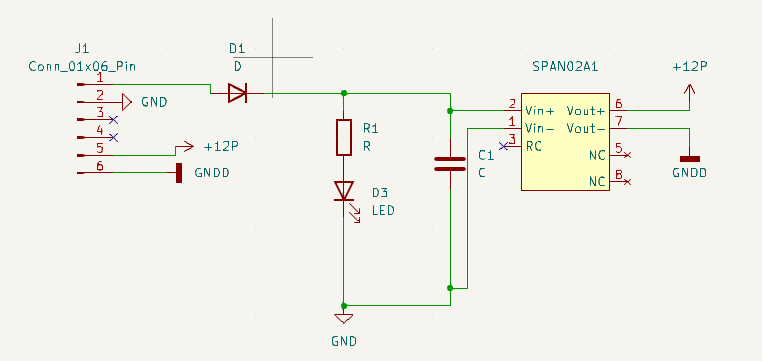 J1
Conn_01x06_Pin
1
2
3
4
5
6
GND
+12P
GNDD
D1
D
R1
R
D3
LED
GND
C1
C
SPAN02A1
2
1
3
Vin+
Vin-
RC
Vout+
Vout-
NC
NC
6
7
5
8
+12P
GNDD